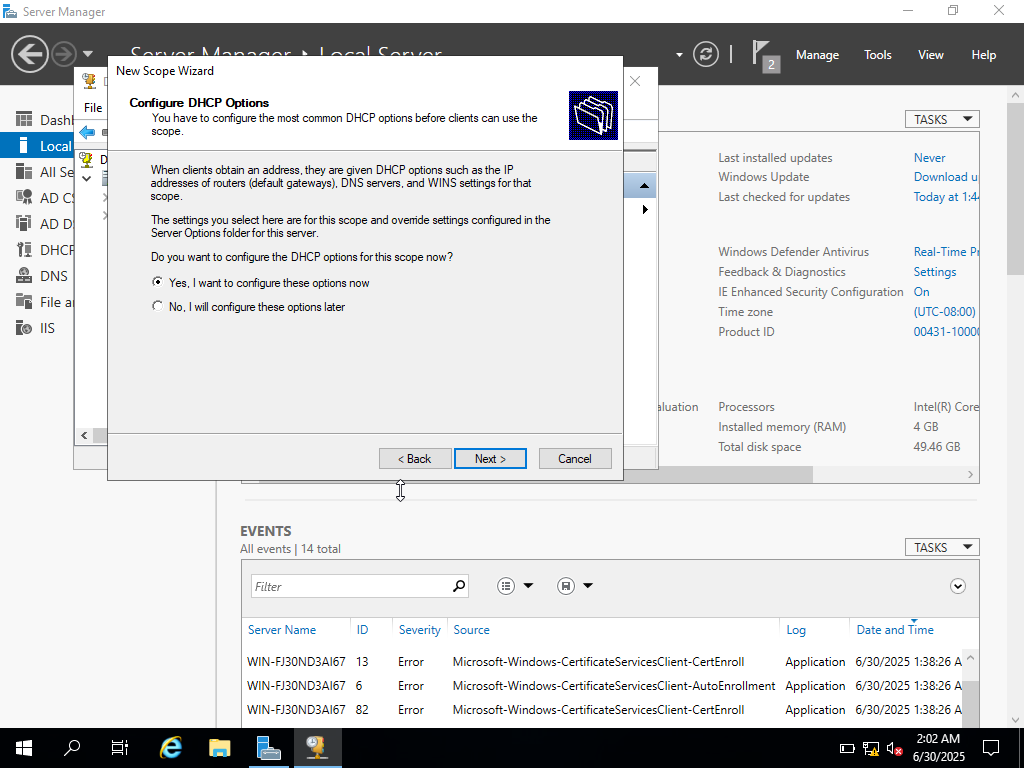 Server Manager
Manage
Tools
View
Help
2
New Scope Wizard
File
Configure DHCP Options
You have to configure the most common DHCP options before clients can use the
scope.
When clients obtain an address, they are given DHCP options such as the IP
addresses of routers (default gateways), DNS servers, and WINS settings for that
scope.
The settings you select here are for this scope and override settings configured in the
Server Options folder for this server.
Do you want to configure the DHCP options for this scope now?
Yes, I want to configure these options now
No, I will configure these options later
< Back
Next >
Cancel
Local
DHCP
DNS
IIS
TASKS
Last installed updates Never
Windows Update Download u
Last checked for updates Today at 1:4
Windows Defender Antivirus Real-Time Pr
Feedback & Diagnostics Settings
IE Enhanced Security Configuration On
Time zone (UTC-08:00)
Product ID 00431-1000
Processors Intel(R) Core
Installed memory (RAM) 4 GB
Total disk space 49.46 GB
EVENTS
All events | 14 total
TASKS
Filter
Server Name ID Severity Source Log Date and Time
WIN-FJ30ND3AI67 13 Error Microsoft-Windows-CertificateServicesClient-CertEnroll Application 6/30/2025 1:38:26 A
WIN-FJ30ND3AI67 6 Error Microsoft-Windows-CertificateServicesClient-AutoEnrollment Application 6/30/2025 1:38:26 A
WIN-FJ30ND3AI67 82 Error Microsoft-Windows-CertificateServicesClient-CertEnroll Application 6/30/2025 1:38:26 A
2:02 AM
6/30/2025